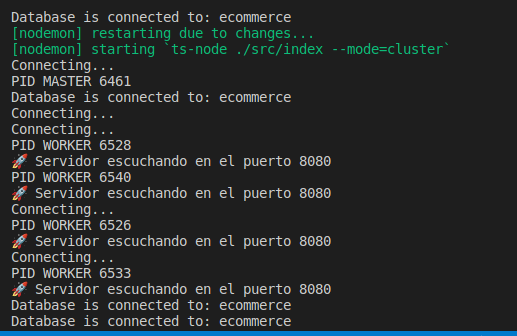 Database is connected to: ecommerce
[nodemon] restarting due to changes...
[nodemon] starting `ts-node ./src/index --mode=cluster`
Connecting...
PID MASTER 6461
Database is connected to: ecommerce
Connecting...
Connecting...
PID WORKER 6528
🚀 Servidor escuchando en el puerto 8080
PID WORKER 6540
🚀 Servidor escuchando en el puerto 8080
Connecting...
PID WORKER 6526
🚀 Servidor escuchando en el puerto 8080
Connecting...
PID WORKER 6533
🚀 Servidor escuchando en el puerto 8080
Database is connected to: ecommerce
Database is connected to: ecommerce